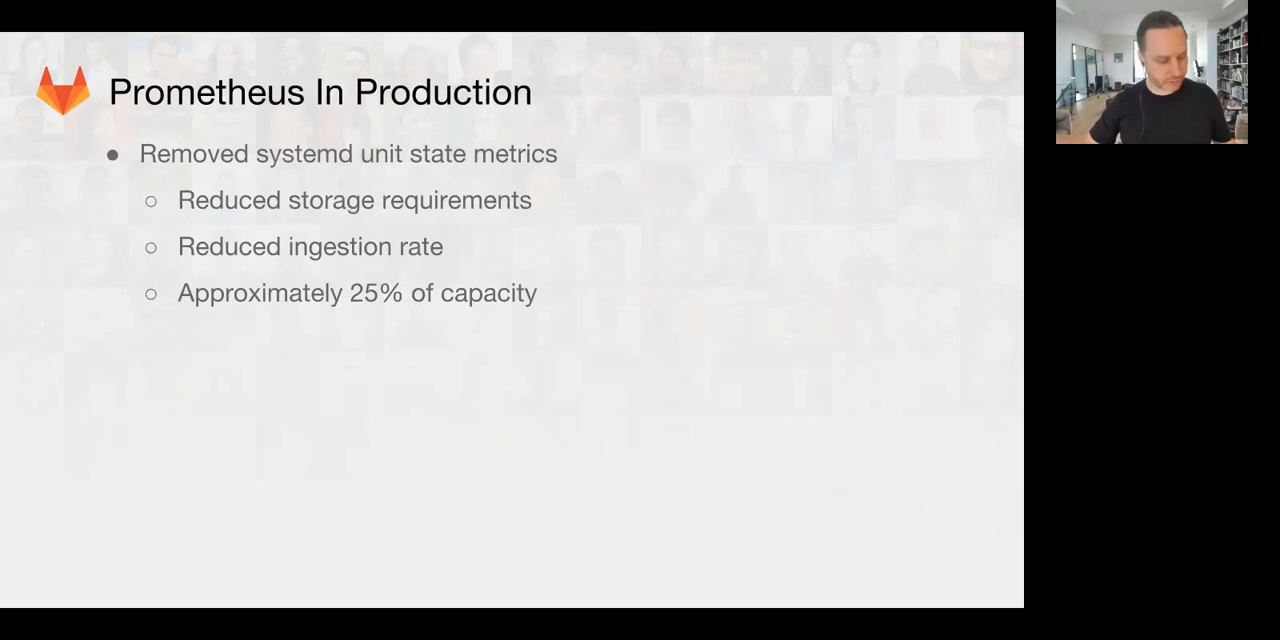 Prometheus In Production
● Removed systemd unit state metrics
○ Reduced storage requirements
○ Reduced ingestion rate
○ Approximately 25% of capacity